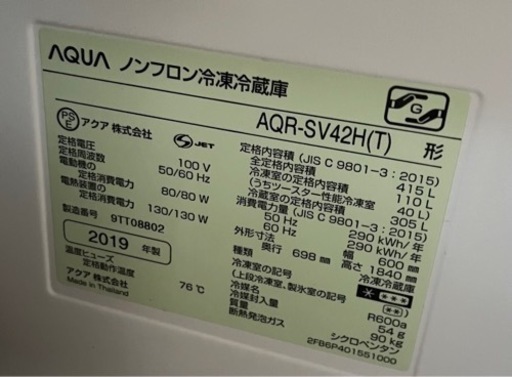 AQUA ノンフロン冷凍冷蔵庫
G
AQR-SV42H(T) 形
PS E アクア 株式会社 S JET
定格電圧 100 V
定格周波数 50/60 Hz
電動機の
定格消費電力 80/80 W
電熱装置の
定格消費電力 130/130 W
製造番号 9TT08802
2019 年製
温度ヒューズ
定格動作温度 76℃
アクア 株式会社
Made in Thailand
定格内容積 (JIS C 9801-3 : 2015)
全定格内容積 415 L
冷凍室の定格内容積 110 L
(うちツースター性能冷凍室 40) L
冷蔵室の定格内容積 305 L
消費電力量 (JIS C 9801-3 : 2015)
50 Hz 290 kWh/年
60 Hz 290 kWh/年
外形寸法 幅 600 mm
奥行 698 mm 高さ 1840 mm
種類 冷凍冷蔵庫
冷凍室の記号
(上段冷凍室、製氷室の記号)
冷媒名 R600a
冷媒封入量 54 g
質量 90 kg
断熱発泡ガス シクロペンタン
2FB6P401551000